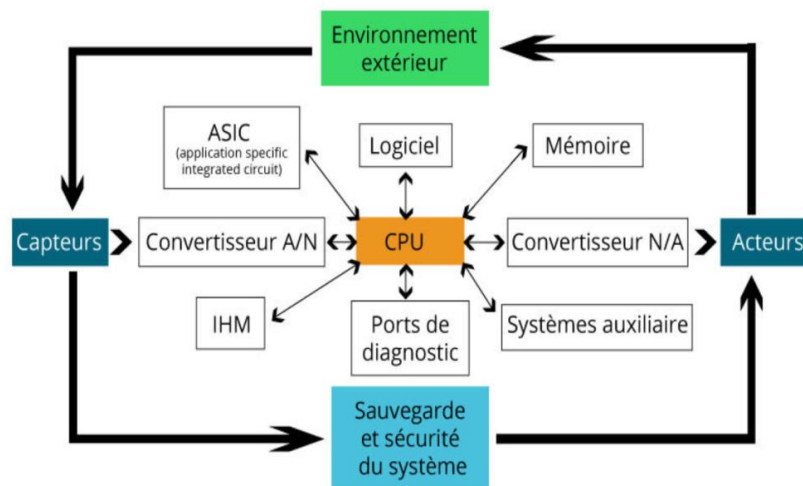 Environnement
extérieur
ASIC
(application specific
integrated circuit)
Logiciel
Mémoire
Capteurs
Convertisseur A/N
CPU
Convertisseur N/A
Acteurs
IHM
Ports de
diagnostic
Systèmes auxiliaire
Sauvegarde
et sécurité
du système